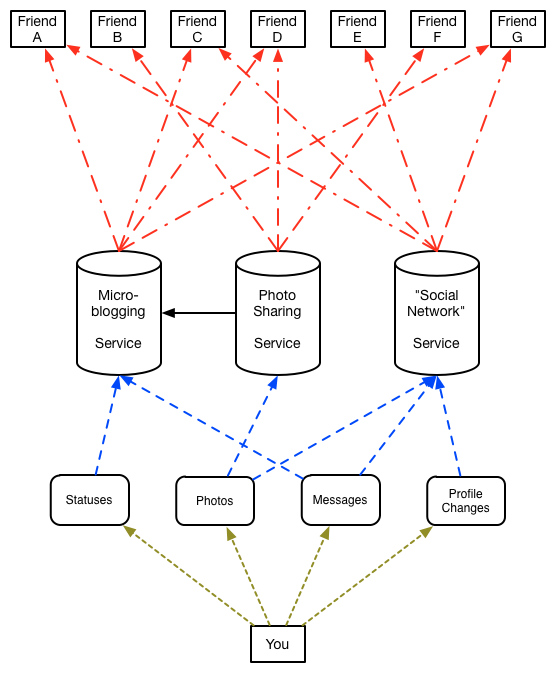 Friend
A
Friend
B
Friend
C
Friend
D
Friend
E
Friend
F
Friend
G
Micro-
blogging
Service
Photo
Sharing
Service
"Social
Network"
Service
Statuses
Photos
Messages
Profile
Changes
You